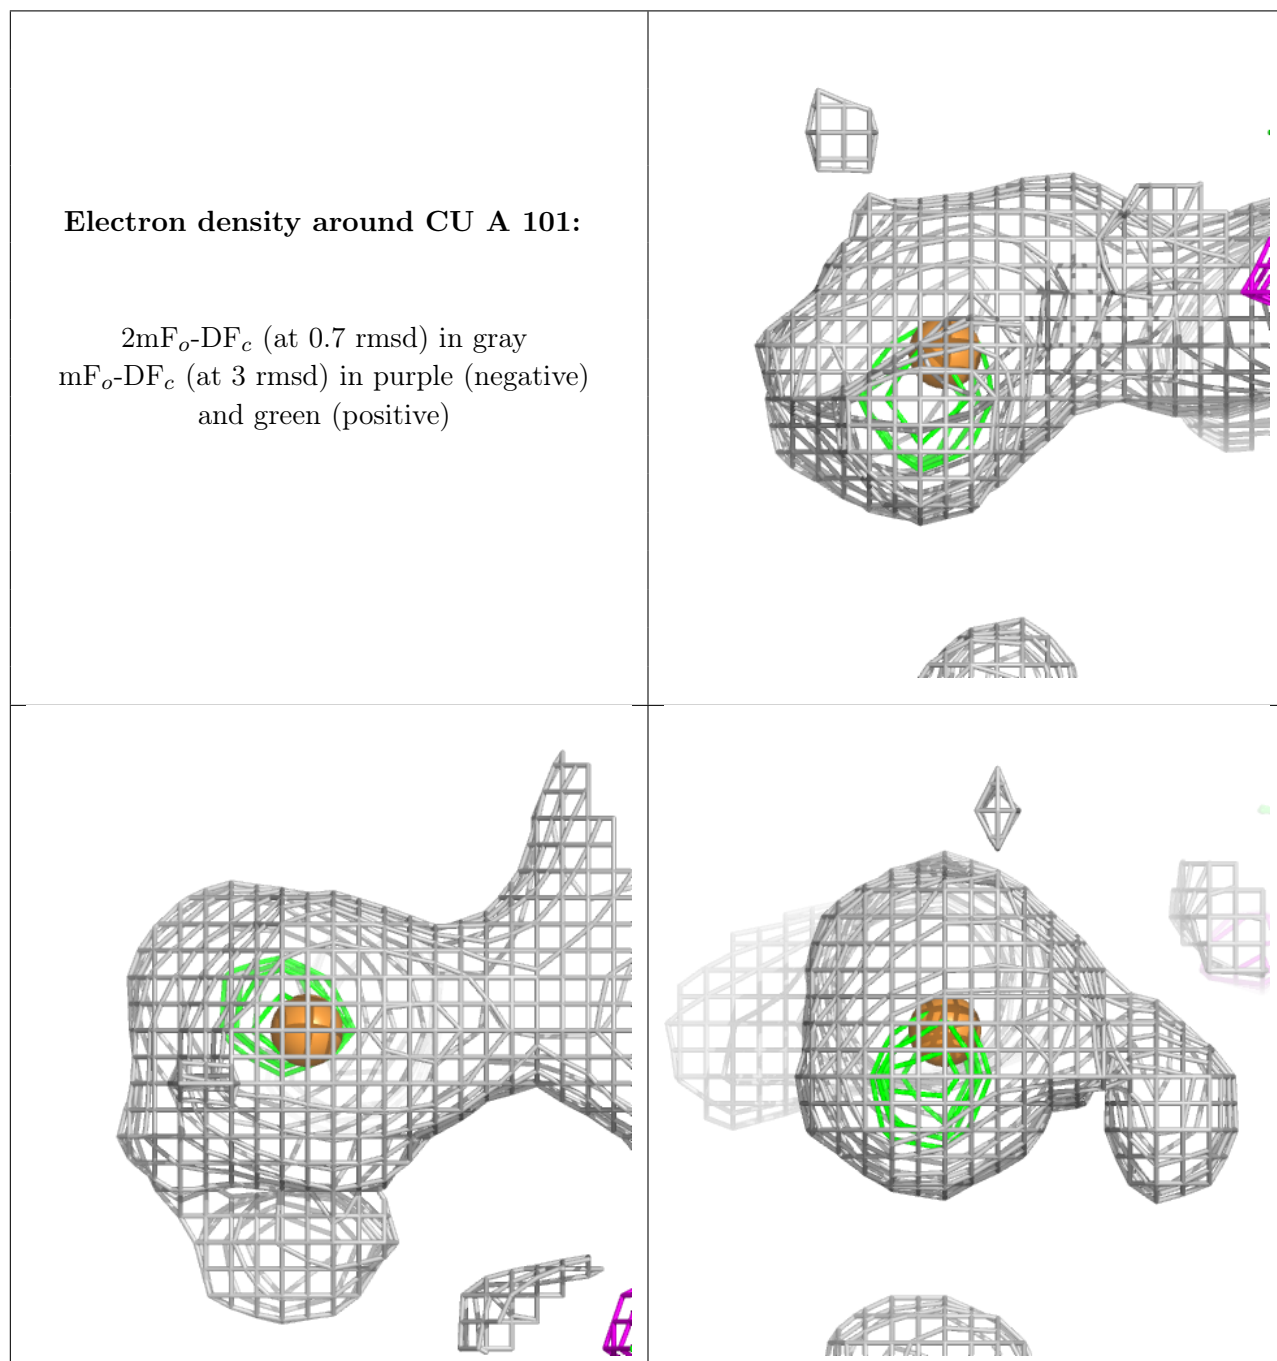 Electron density around CU A 101:
2mFo-DFc (at 0.7 rmsd) in gray
mFo-DFc (at 3 rmsd) in purple (negative)
and green (positive)